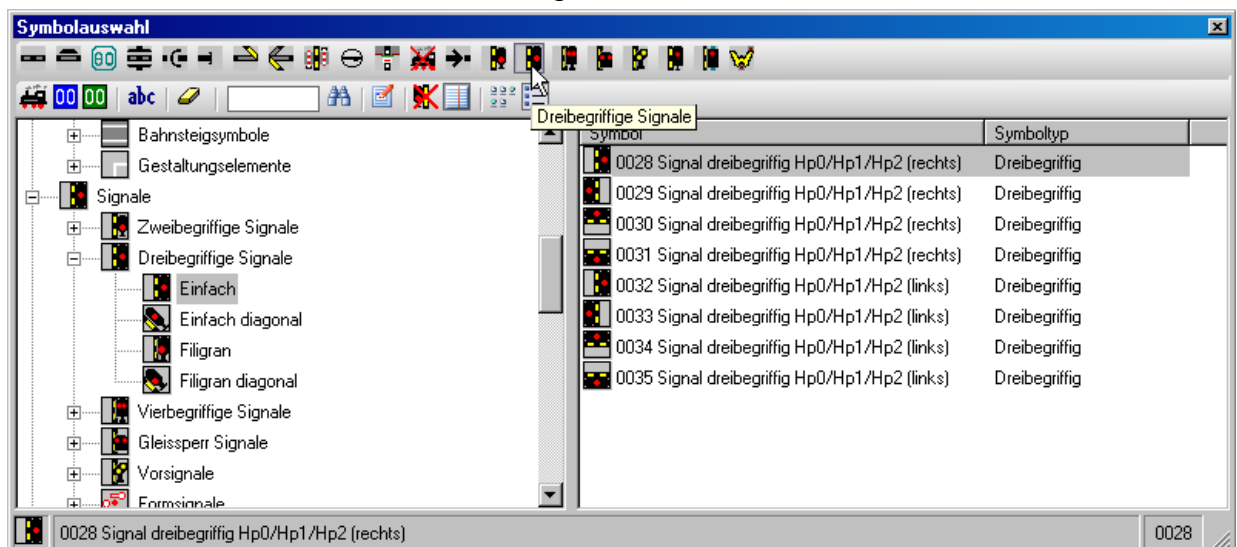 Symbolauswahl
80
00 00 abc
Dreibegriffige Signale
Bahnsteigsymbole
Gestaltungselemente
Signale
Zweibegriffige Signale
Dreibegriffige Signale
Einfach
Einfach diagonal
Filigran
Filigran diagonal
Vierbegriffige Signale
Gleissperr Signale
Vorsignale
Formsignale
Symbol Symboltyp
0028 Signal dreibegriffig Hp0/Hp1/Hp2 (rechts) Dreibegriffig
0029 Signal dreibegriffig Hp0/Hp1/Hp2 (rechts) Dreibegriffig
0030 Signal dreibegriffig Hp0/Hp1/Hp2 (rechts) Dreibegriffig
0031 Signal dreibegriffig Hp0/Hp1/Hp2 (rechts) Dreibegriffig
0032 Signal dreibegriffig Hp0/Hp1/Hp2 (links) Dreibegriffig
0033 Signal dreibegriffig Hp0/Hp1/Hp2 (links) Dreibegriffig
0034 Signal dreibegriffig Hp0/Hp1/Hp2 (links) Dreibegriffig
0035 Signal dreibegriffig Hp0/Hp1/Hp2 (links) Dreibegriffig
0028 Signal dreibegriffig Hp0/Hp1/Hp2 (rechts) 0028